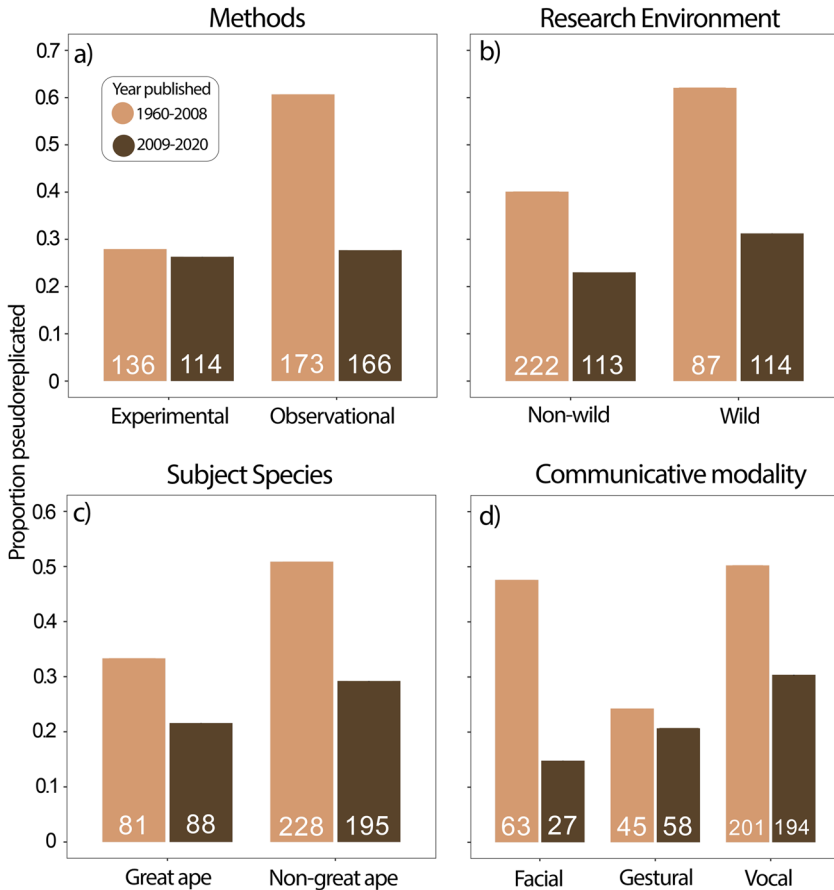 Methods
Research Environment
a)
Year published
1960-2008
2009-2020
0.7
0.6
0.5
0.4
0.3
0.2
0.1
0
136
114
173
166
Experimental
Observational
b)
222
113
87
114
Non-wild
Wild
Proportion pseudoreplicated
Subject Species
Communicative modality
c)
0.6
0.5
0.4
0.3
0.2
0.1
0
81
88
228
195
Great ape
Non-great ape
d)
63
27
45
58
201
194
Facial
Gestural
Vocal